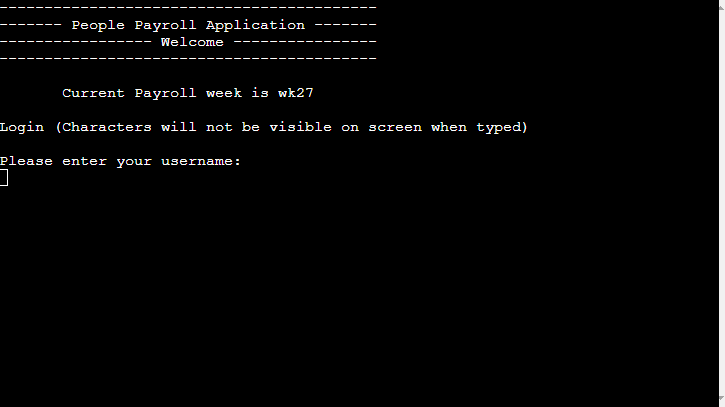 ------------------------------------------
------- People Payroll Application -------
----------------- Welcome ----------------
------------------------------------------
Current Payroll week is wk27
Login (Characters will not be visible on screen when typed)
Please enter your username: